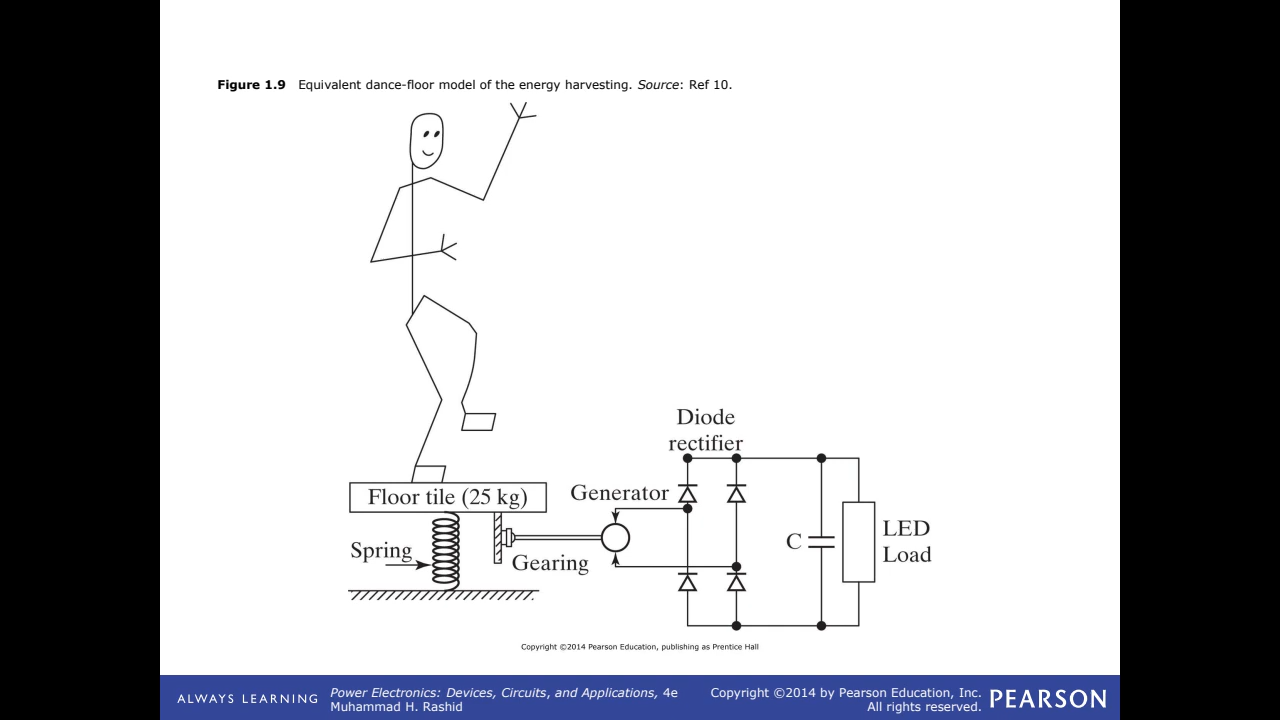 Figure 1.9 Equivalent dance-floor model of the energy harvesting. Source: Ref 10.
Diode
rectifier
Floor tile (25 kg)
Generator
Spring
Gearing
C
LED
Load
Copyright ©2014 Pearson Education, publishing as Prentice Hall
ALWAYS LEARNING
Power Electronics: Devices, Circuits, and Applications, 4e
Muhammad H. Rashid
Copyright ©2014 by Pearson Education, Inc.
All rights reserved.
PEARSON